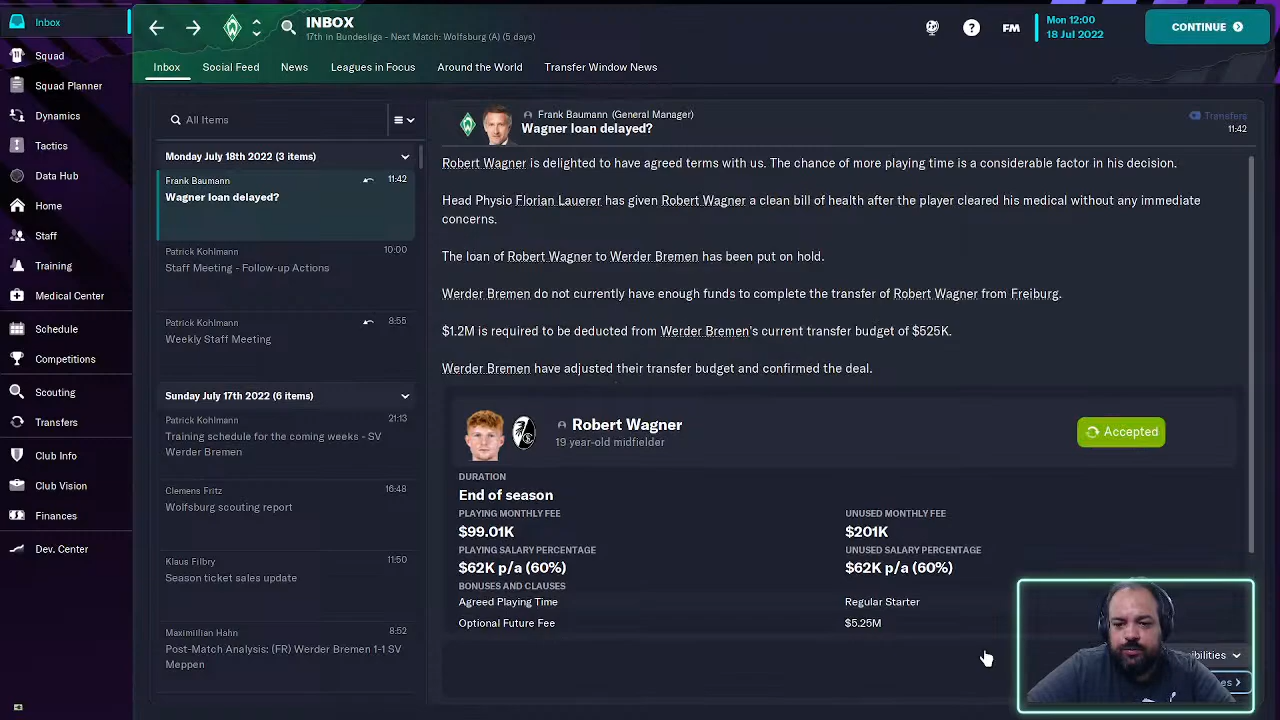 Inbox
Squad
Squad Planner
Dynamics
Tactics
Data Hub
Home
Staff
Training
Medical Center
Schedule
Competitions
Scouting
Transfers
Club Info
Club Vision
Finances
Dev. Center
INBOX
17th in Bundesliga - Next Match: Wolfsburg (A) (5 days)
FM
Mon 12:00
18 Jul 2022
CONTINUE
Inbox
Social Feed
News
Leagues in Focus
Around the World
Transfer Window News
All Items
Monday July 18th 2022 (3 items)
Frank Baumann 11:42
Wagner loan delayed?
Patrick Kohlmann 10:00
Staff Meeting - Follow-up Actions
Patrick Kohlmann 8:55
Weekly Staff Meeting
Sunday July 17th 2022 (6 items)
Patrick Kohlmann 21:13
Training schedule for the coming weeks - SV
Werder Bremen
Clemens Fritz 16:48
Wolfsburg scouting report
Klaus Filbry 11:50
Season ticket sales update
Maximilian Hahn 8:52
Post-Match Analysis: (FR) Werder Bremen 1-1 SV
Meppen
Frank Baumann (General Manager)
Wagner loan delayed?
Transfers
11:42
Robert Wagner is delighted to have agreed terms with us. The chance of more playing time is a considerable factor in his decision.
Head Physio Florian Lauerer has given Robert Wagner a clean bill of health after the player cleared his medical without any immediate
concerns.
The loan of Robert Wagner to Werder Bremen has been put on hold.
Werder Bremen do not currently have enough funds to complete the transfer of Robert Wagner from Freiburg.
$1.2M is required to be deducted from Werder Bremen's current transfer budget of $525K.
Werder Bremen have adjusted their transfer budget and confirmed the deal.
Robert Wagner
19 year-old midfielder
Accepted
DURATION
End of season
PLAYING MONTHLY FEE UNUSED MONTHLY FEE
$99.01K $201K
PLAYING SALARY PERCENTAGE UNUSED SALARY PERCENTAGE
$62K p/a (60%) $62K p/a (60%)
BONUSES AND CLAUSES
Agreed Playing Time Regular Starter
Optional Future Fee $5.25M